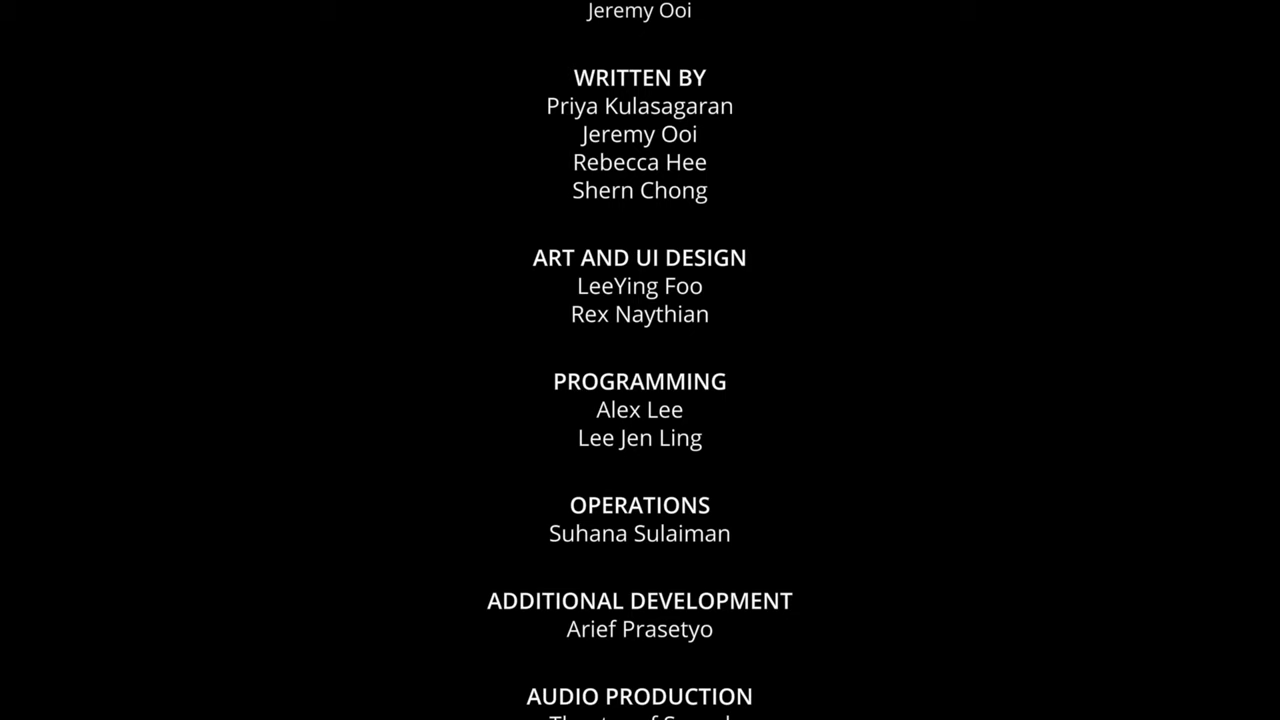 Jeremy Ooi
WRITTEN BY
Priya Kulasagaran
Jeremy Ooi
Rebecca Hee
Shern Chong
ART AND UI DESIGN
LeeYing Foo
Rex Naythian
PROGRAMMING
Alex Lee
Lee Jen Ling
OPERATIONS
Suhana Sulaiman
ADDITIONAL DEVELOPMENT
Arief Prasetyo
AUDIO PRODUCTION